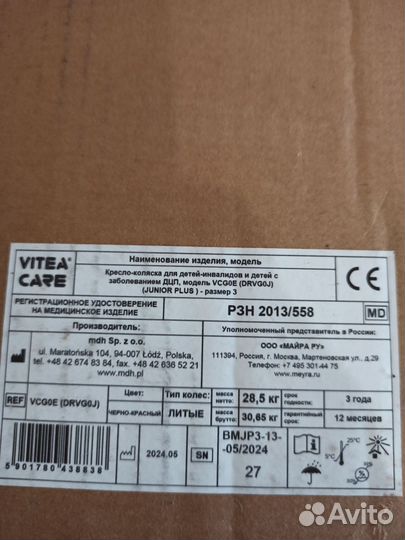 VITEA
CARE
Наименование изделия, модель
Кресло-коляска для детей-инвалидов и детей с
заболеванием ДЦП, модель VCG0E (DRVG0J)
(JUNIOR PLUS) - размер 3
CE
РЕГИСТРАЦИОННОЕ УДОСТОВЕРЕНИЕ
НА МЕДИЦИНСКОЕ ИЗДЕЛИЕ
РЗН 2013/558
MD
Производитель:
mdh Sp. z o.o.
ul. Maratońska 104, 94-007 Łódź, Polska,
tel. +48 42 674 83 84, fax. +48 42 636 52 21
www.mdh.pl
Уполномоченный представитель в России:
ООО «МАЙРА РУ»
111394, Россия, г. Москва, Мартеновская ул., д.29
Телефон: +7 495 301 44 75
www.meyra.ru
REF
VCG0E (DRVG0J)
Цвет:
ЧЕРНО-КРАСНЫЙ
Тип колес:
ЛИТЫЕ
масса нетто:
28,5 кг
срок годности:
3 года
масса брутто:
30,65 кг
гарантийный срок:
12 месяцев
5901780438838
2024.05
SN
BMJP3-13-
-05/2024
27
5°C
25°C
Avito